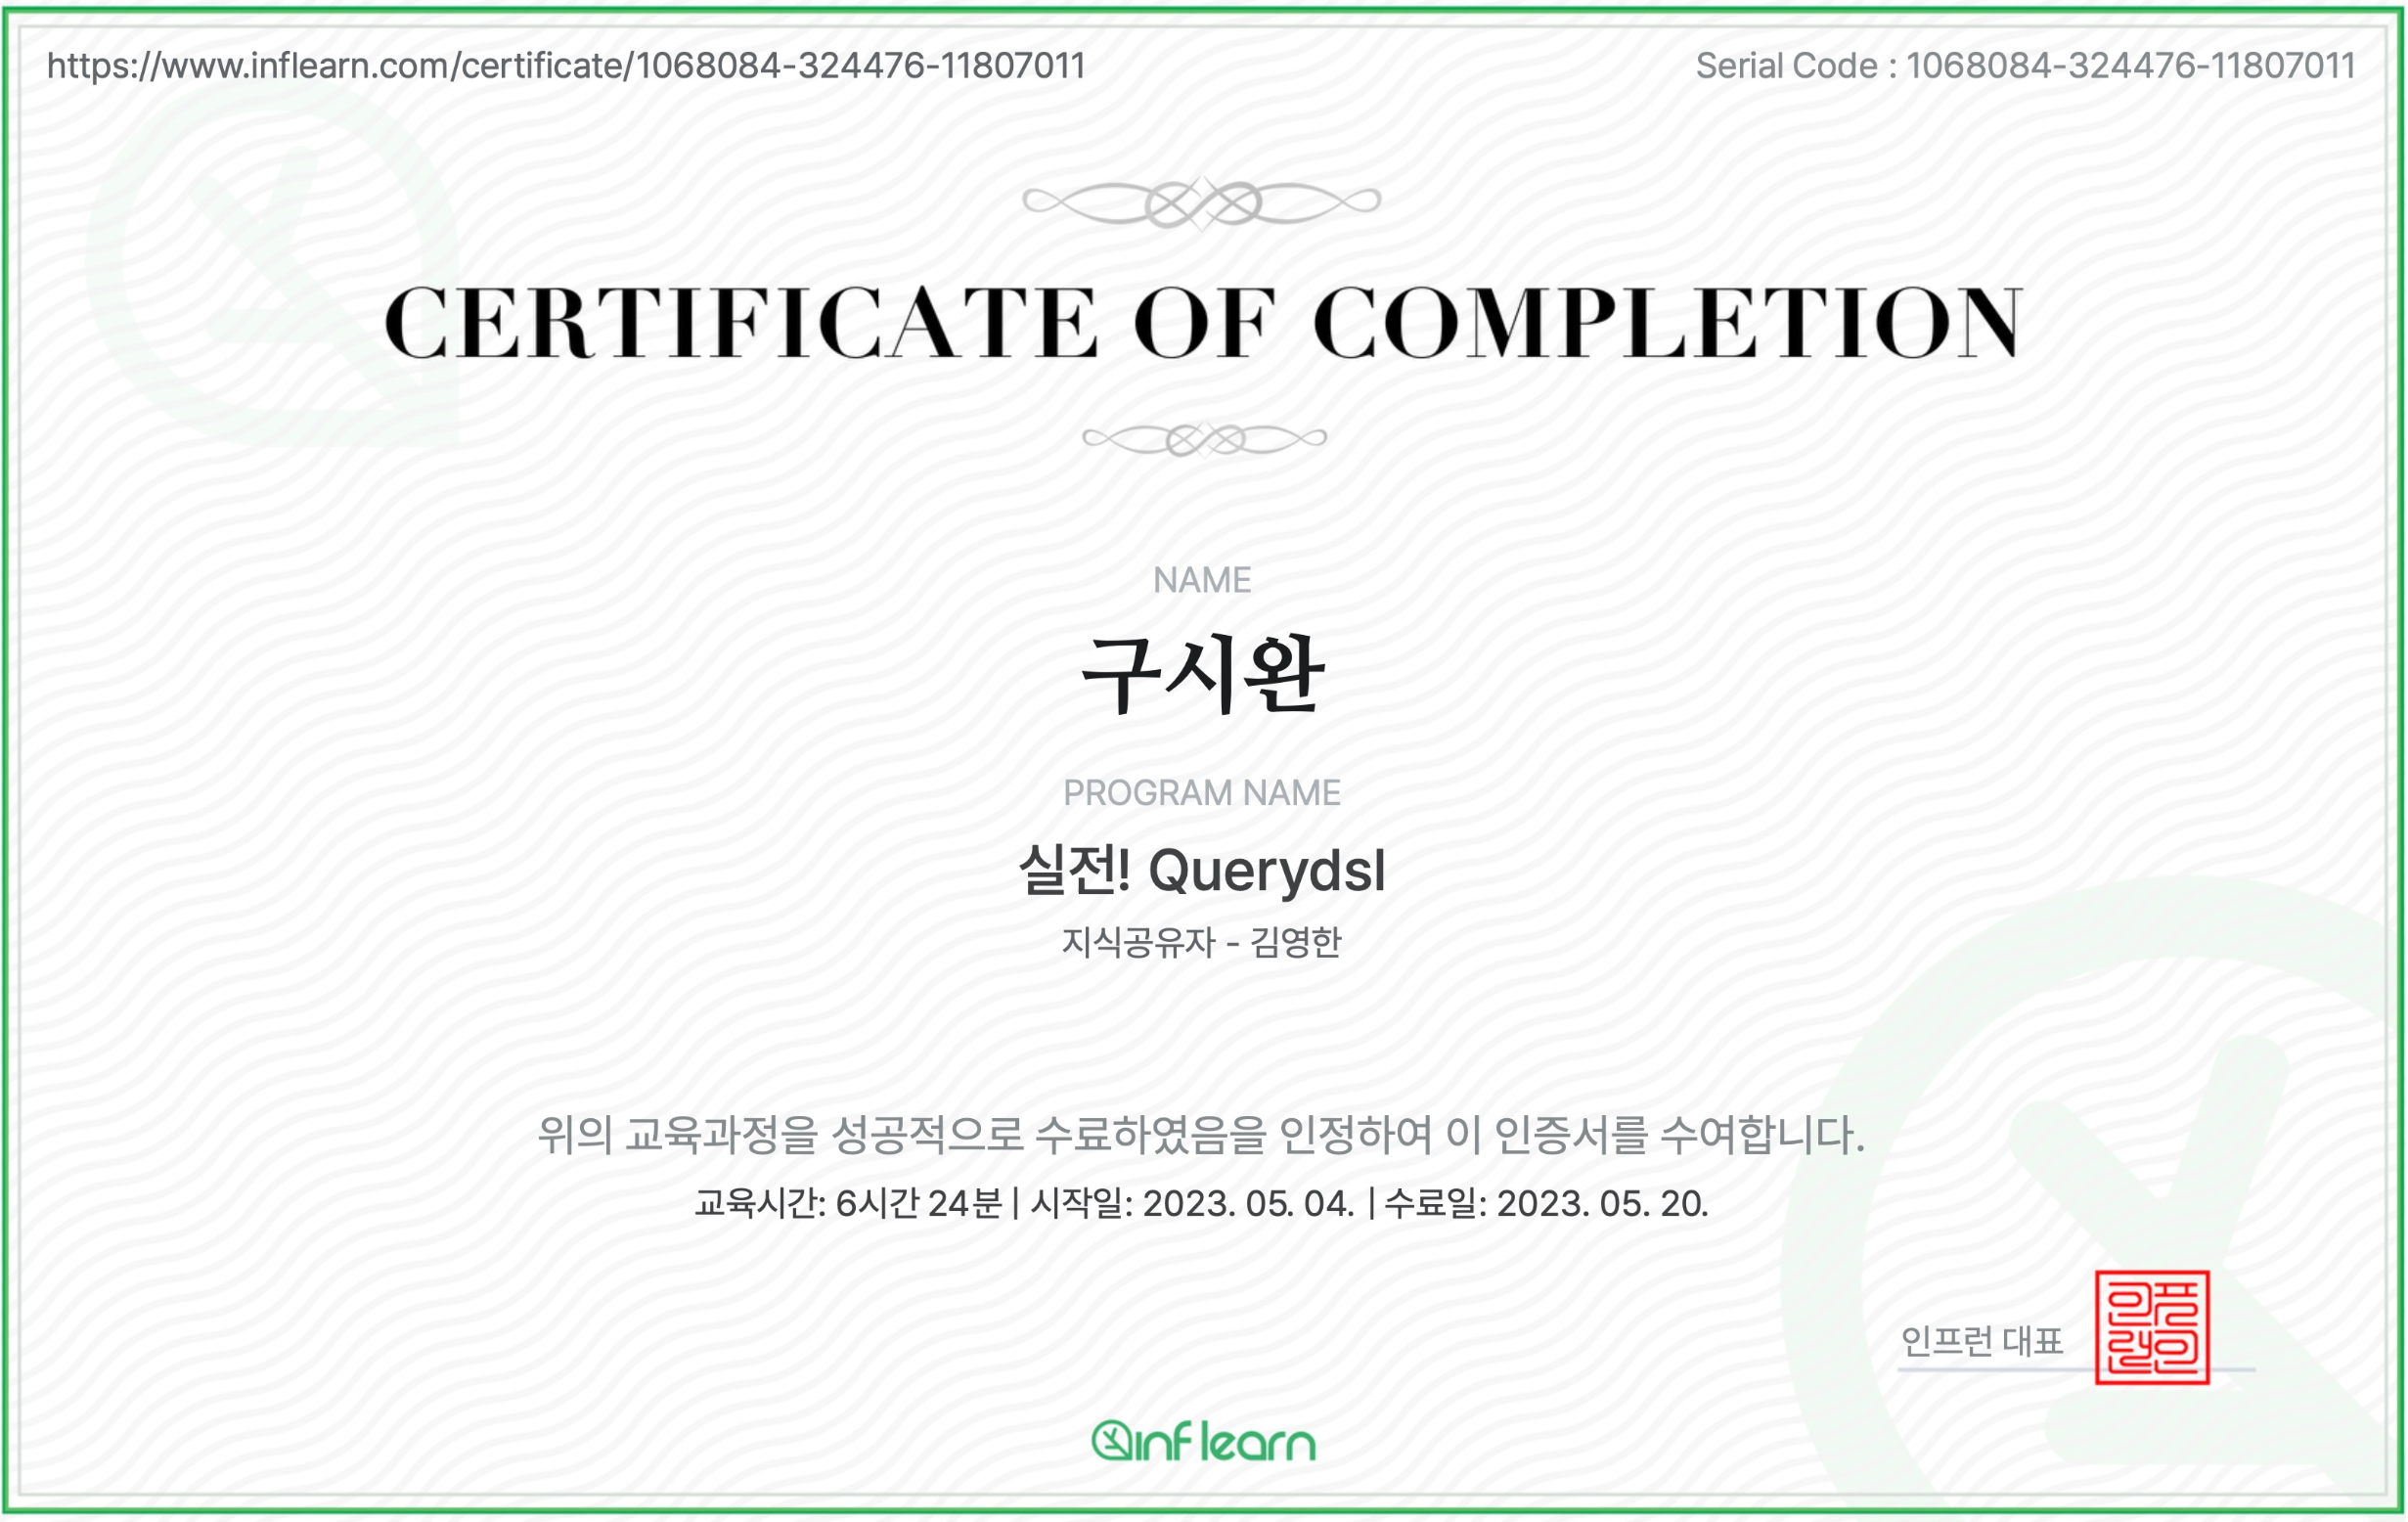 https://www.inflearn.com/certificate/1068084-324476-11807011
Serial Code : 1068084-324476-11807011
CERTIFICATE OF COMPLETION
NAME
구시완
PROGRAM NAME
실전! Querydsl
지식공유자 - 김영한
위의 교육과정을 성공적으로 수료하였음을 인정하여 이 인증서를 수여합니다.
교육시간: 6시간 24분 | 시작일: 2023. 05. 04. | 수료일: 2023. 05. 20.
인프런 대표
인프런인
inflearn